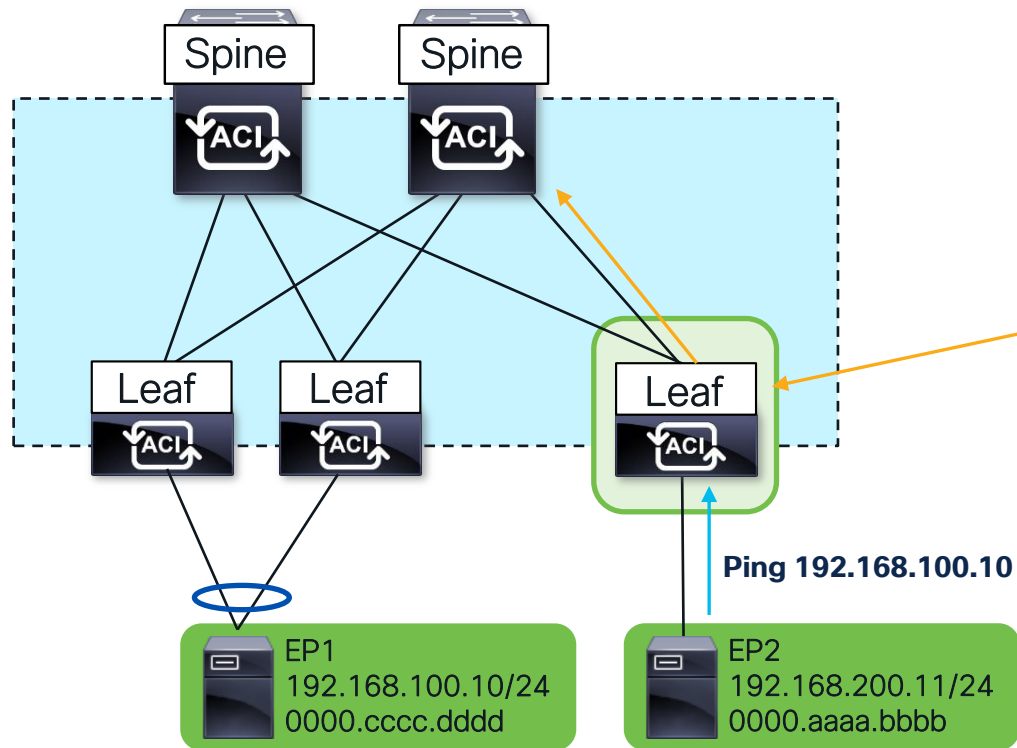 Spine
Spine
ACI
ACI
Leaf
Leaf
Leaf
ACI
ACI
ACI
Ping 192.168.100.10
EP1
192.168.100.10/24
0000.cccc.dddd
EP2
192.168.200.11/24
0000.aaaa.bbbb